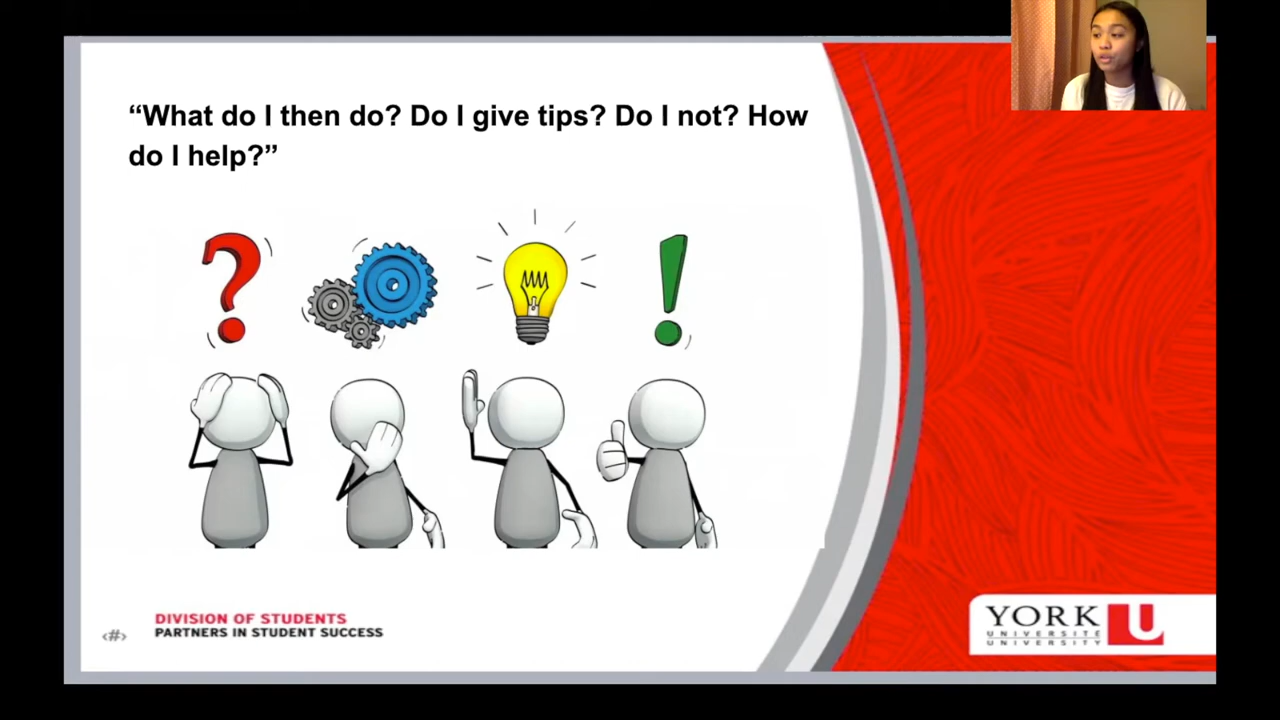 “What do I then do? Do I give tips? Do I not? How
do I help?”
‹#›
DIVISION OF STUDENTS
PARTNERS IN STUDENT SUCCESS
YORK U
UNIVERSITÉ
UNIVERSITY